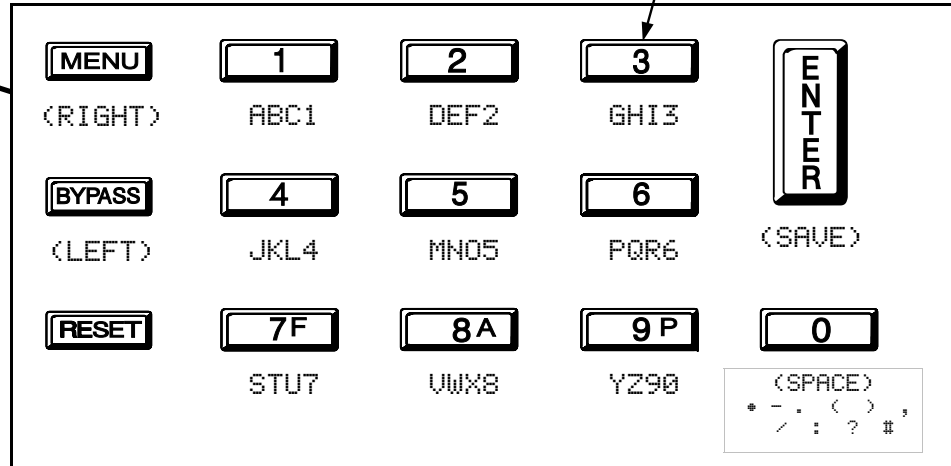 MENU 1 2 3 ENTER
(RIGHT) ABC1 DEF2 GHI3
BYPASS 4 5 6
(LEFT) JKL4 MNO5 PQR6 (SAVE)
RESET 7F 8A 9P 0
STU7 VWX8 YZ90 (SPACE)
* - . ( ) ,
/ : ? #